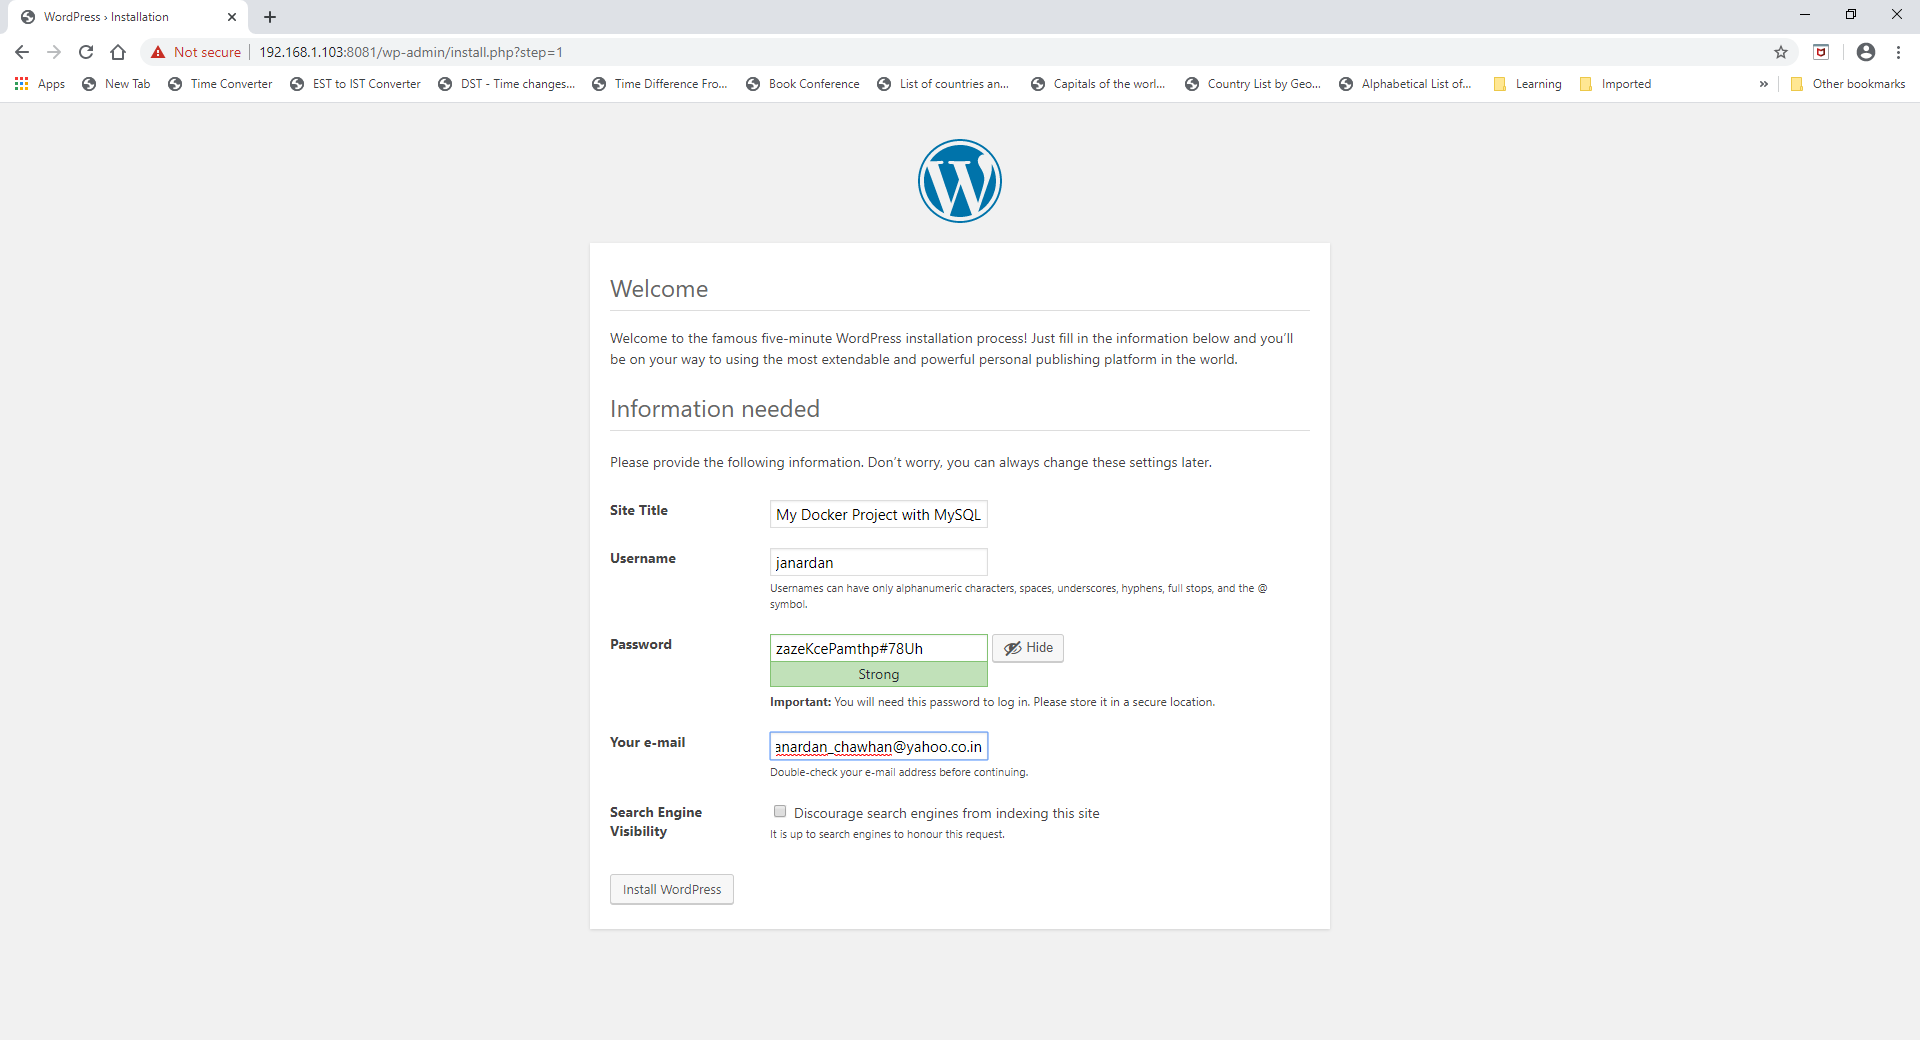 WordPress › Installation
Not secure
192.168.1.103:8081/wp-admin/install.php?step=1
Apps
New Tab
Time Converter
EST to IST Converter
DST - Time changes...
Time Difference Fro...
Book Conference
List of countries an...
Capitals of the worl...
Country List by Geo...
Alphabetical List of...
Learning
Imported
»
Other bookmarks
W
Welcome
Welcome to the famous five-minute WordPress installation process! Just fill in the information below and you’ll
be on your way to using the most extendable and powerful personal publishing platform in the world.
Information needed
Please provide the following information. Don’t worry, you can always change these settings later.
Site Title
My Docker Project with MySQL
Username
janardan
Usernames can have only alphanumeric characters, spaces, underscores, hyphens, full stops, and the @
symbol.
Password
zazeKcePamthp#78Uh
Hide
Strong
Important: You will need this password to log in. Please store it in a secure location.
Your e-mail
anardan_chawhan@yahoo.co.in
Double-check your e-mail address before continuing.
Search Engine
Visibility
Discourage search engines from indexing this site
It is up to search engines to honour this request.
Install WordPress